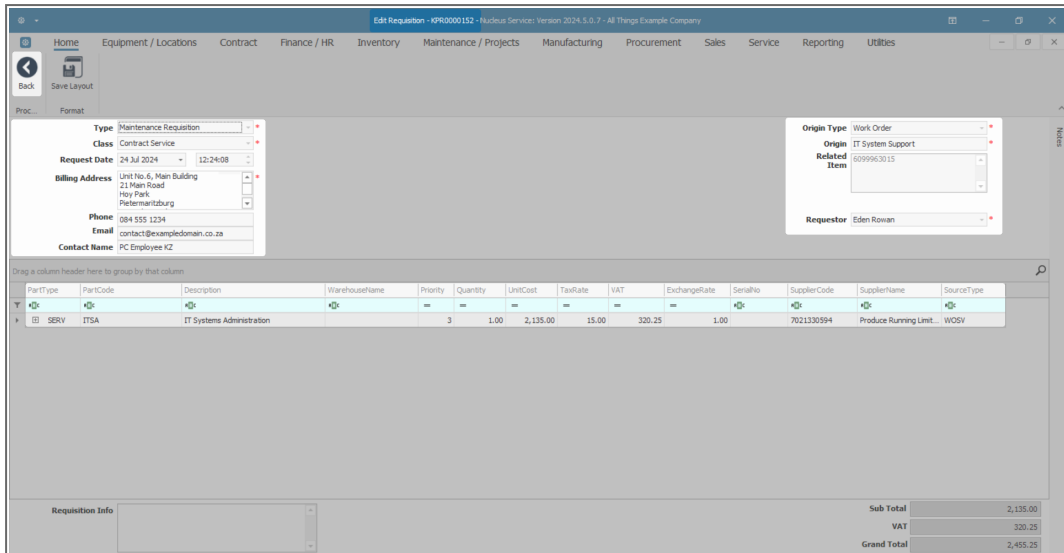 Edit Requisition - KPR0000152 - Nucleus Service: Version 2024.5.0.7 - All Things Example Company
Home Equipment / Locations Contract Finance / HR Inventory Maintenance / Projects Manufacturing Procurement Sales Service Reporting Utilities
Back Save Layout
Proc... Format
Notes
Type Maintenance Requisition *
Class Contract Service *
Request Date 24 Jul 2024 12:24:08
Billing Address Unit No.6, Main Building *
21 Main Road
Hoy Park
Pietermaritzburg
Phone 084 555 1234
Email contact@exampledomain.co.za
Contact Name PC Employee KZ
Origin Type Work Order *
Origin IT System Support *
Related Item 6099963015
Requestor Eden Rowan *
Drag a column header here to group by that column
PartType PartCode Description WarehouseName Priority Quantity UnitCost TaxRate VAT ExchangeRate SerialNo SupplierCode SupplierName SourceType
SERV ITSA IT Systems Administration 3 1.00 2,135.00 15.00 320.25 1.00 7021330594 Produce Running Limit... WOSV
Requisition Info
Sub Total 2,135.00
VAT 320.25
Grand Total 2,455.25